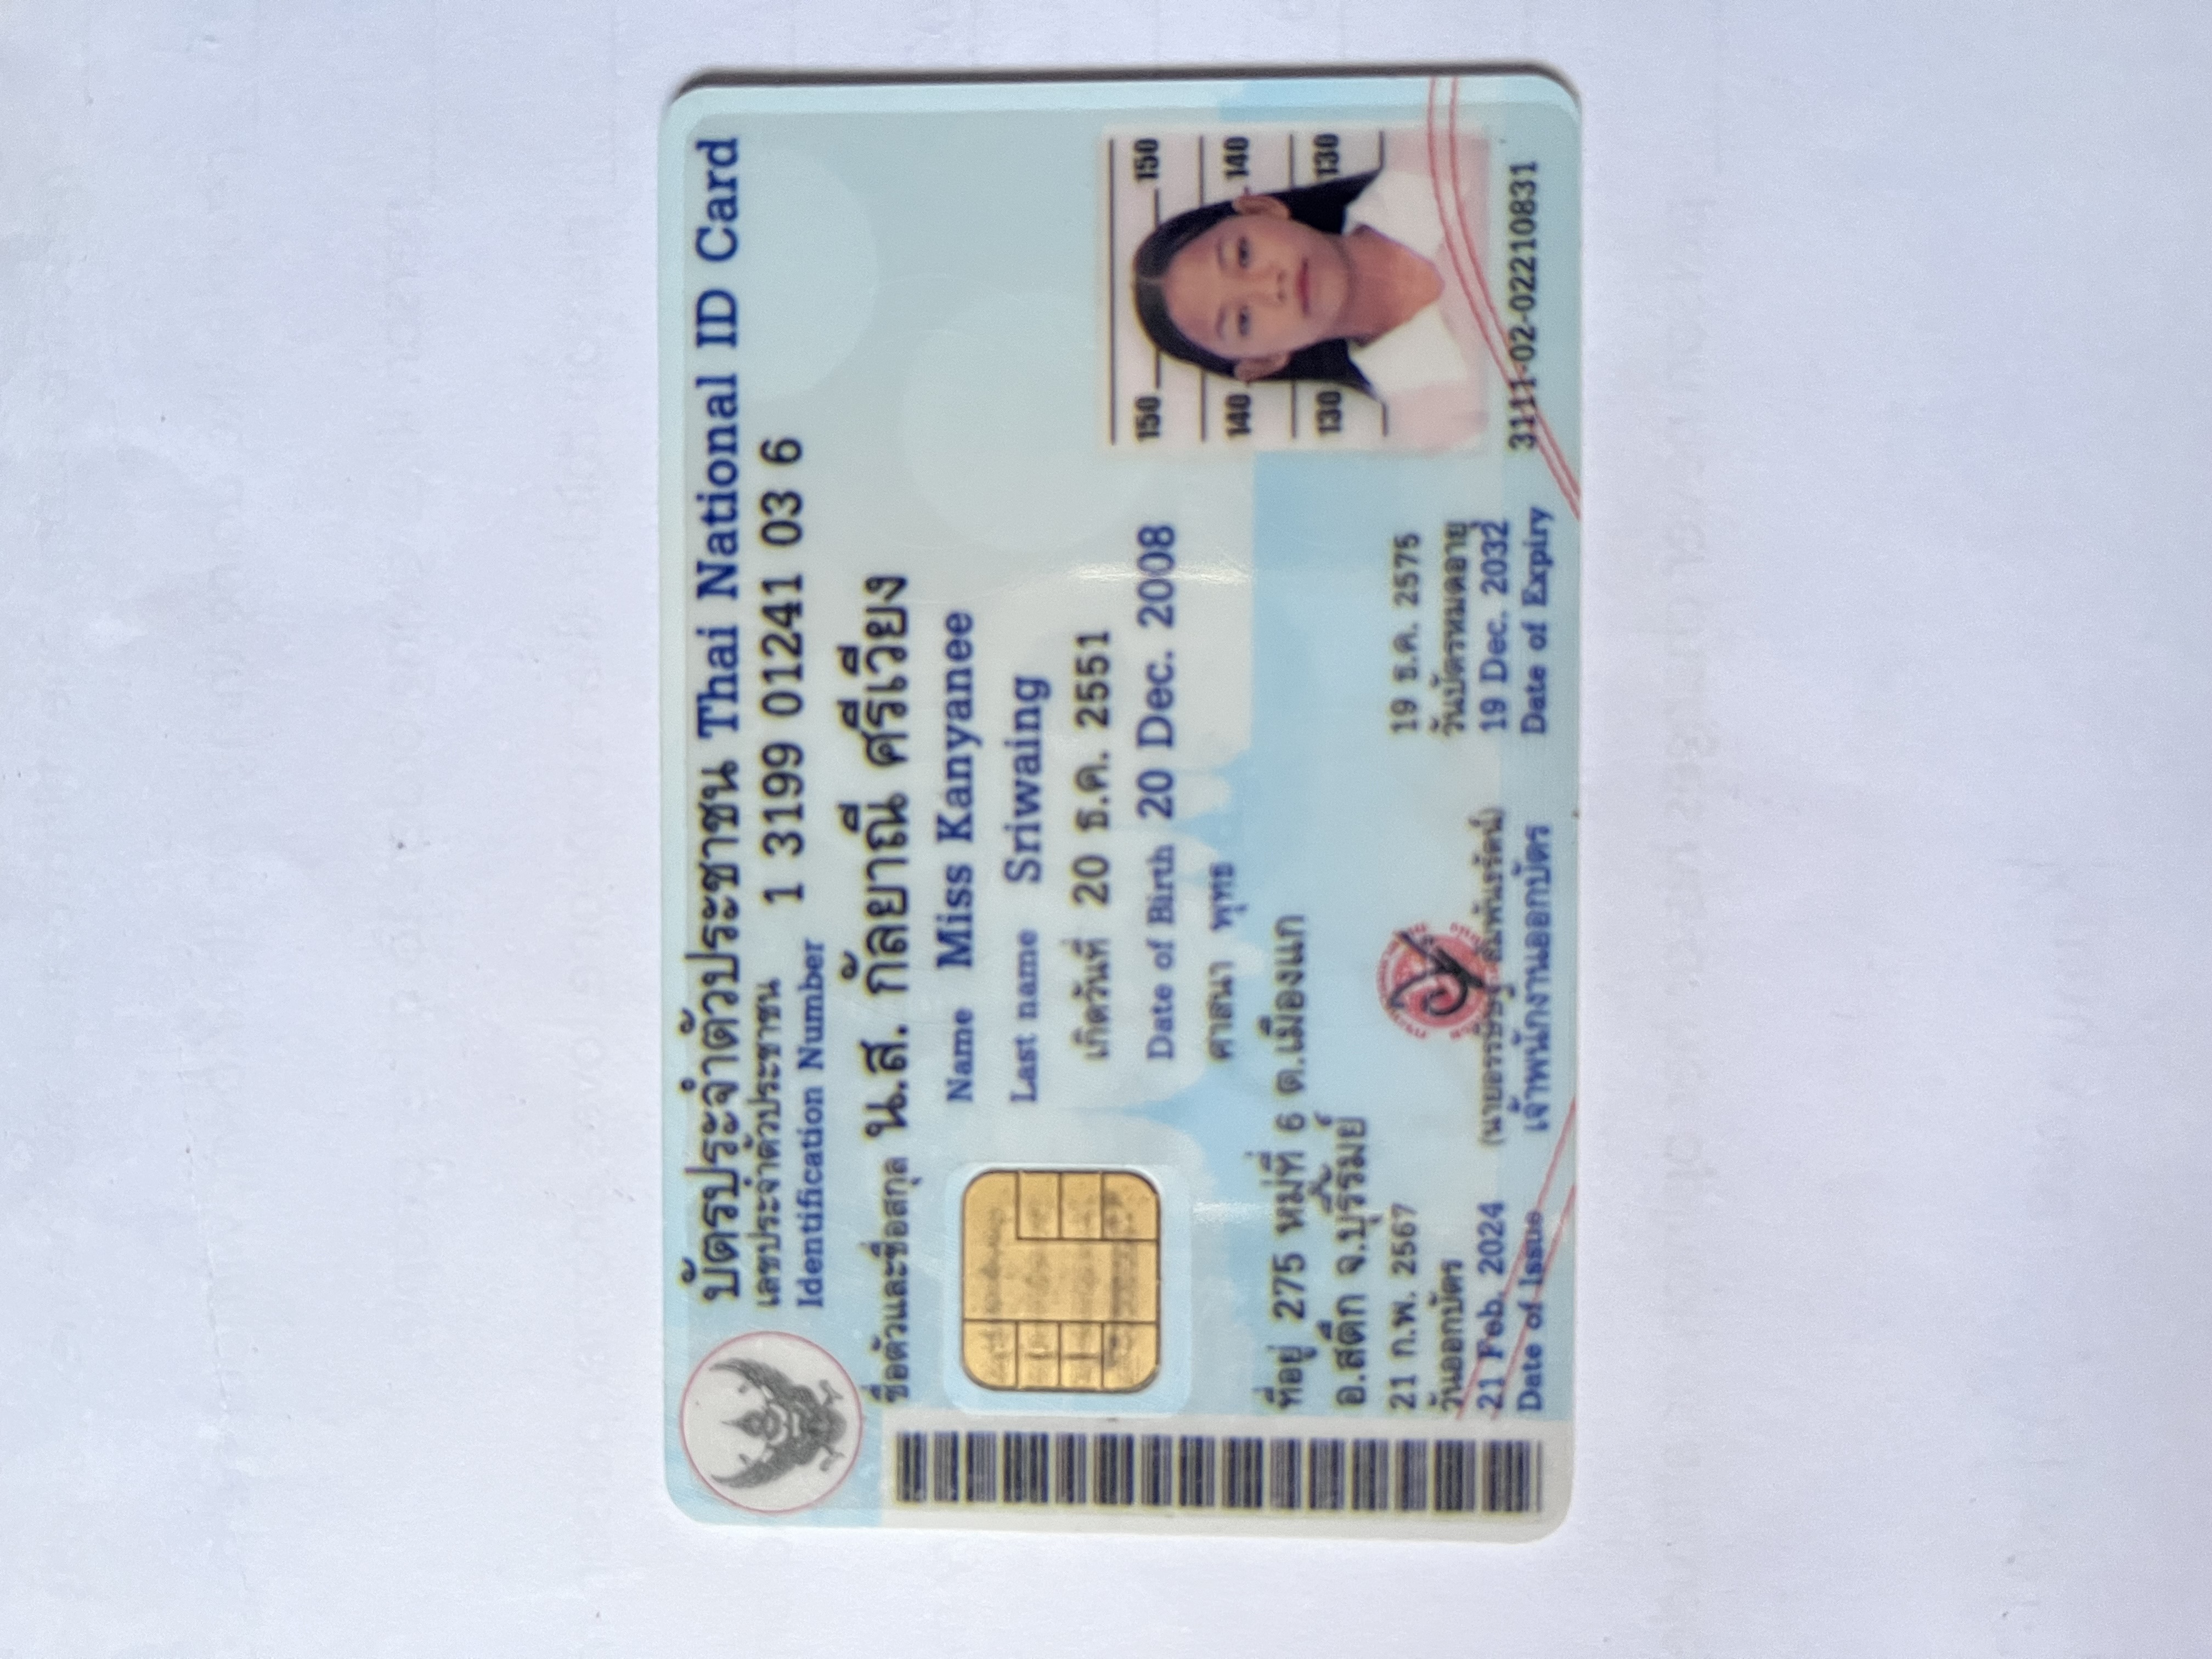 บัตรประจำตัวประชาชน Thai National ID Card
เลขประจำตัวประชาชน 1 3199 01241 03 6
Identification Number
ชื่อตัวและชื่อสกุล น.ส. กัลยาณี ศรีเวียง
Name Miss Kanyanee
Last name Sriwaing
เกิดวันที่ 20 ธ.ค. 2551
Date of Birth 20 Dec. 2008
ศาสนา พุทธ
ที่อยู่ 275 หมู่ที่ 6 ต.เมืองแก
อ.สตึก จ.บุรีรัมย์
21 ก.พ. 2567
วันออกบัตร
21 Feb. 2024
Date of Issue
เจ้าพนักงานออกบัตร
19 ธ.ค. 2575
วันบัตรหมดอายุ
19 Dec. 2032
Date of Expiry
150 150
140 140
130 130
3111-02-02210831